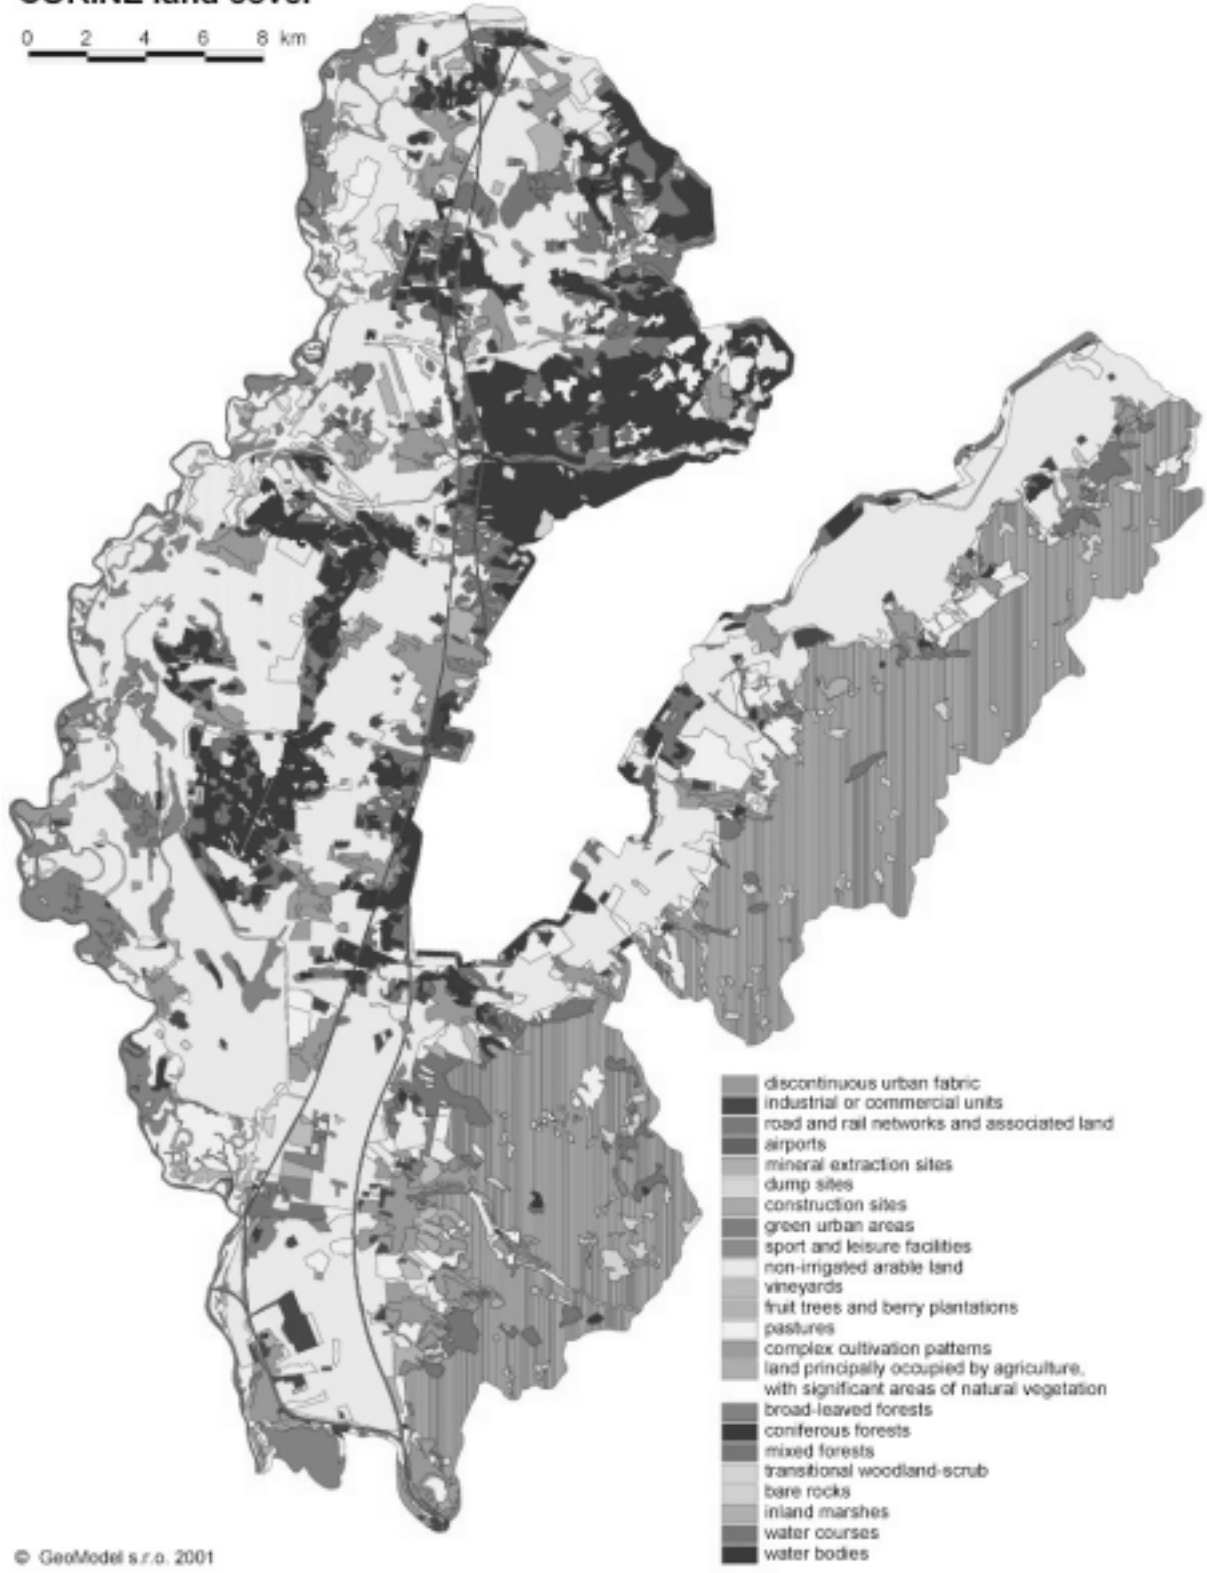 CORINE land cover
0 2 4 6 8 km
discontinuous urban fabric
industrial or commercial units
road and rail networks and associated land
airports
mineral extraction sites
dump sites
construction sites
green urban areas
sport and leisure facilities
non-irrigated arable land
vineyards
fruit trees and berry plantations
pastures
complex cultivation patterns
land principally occupied by agriculture,
with significant areas of natural vegetation
broad-leaved forests
coniferous forests
mixed forests
transitional woodland-scrub
bare rocks
inland marshes
water courses
water bodies
© GeoModel s.r.o. 2001